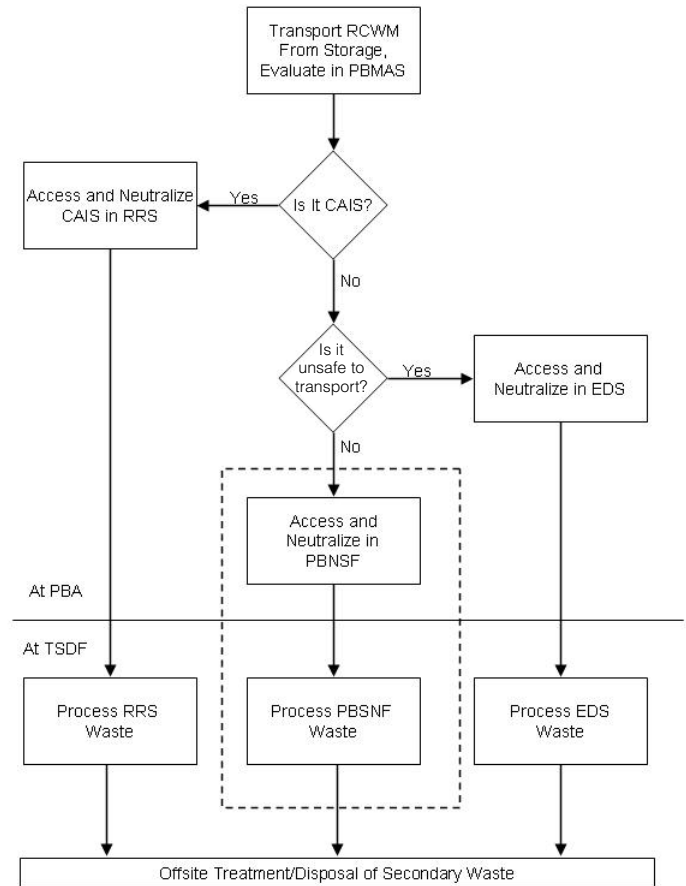 Transport RCWM
From Storage,
Evaluate in PBMAS
Access and Neutralize
CAIS in RRS
Yes
Is It CAIS?
No
Is it
unsafe to
transport?
Yes
Access and
Neutralize in EDS
No
Access and
Neutralize in
PBNSF
At PBA
At TSDF
Process RRS
Waste
Process PBSNF
Waste
Process EDS
Waste
Offsite Treatment/Disposal of Secondary Waste